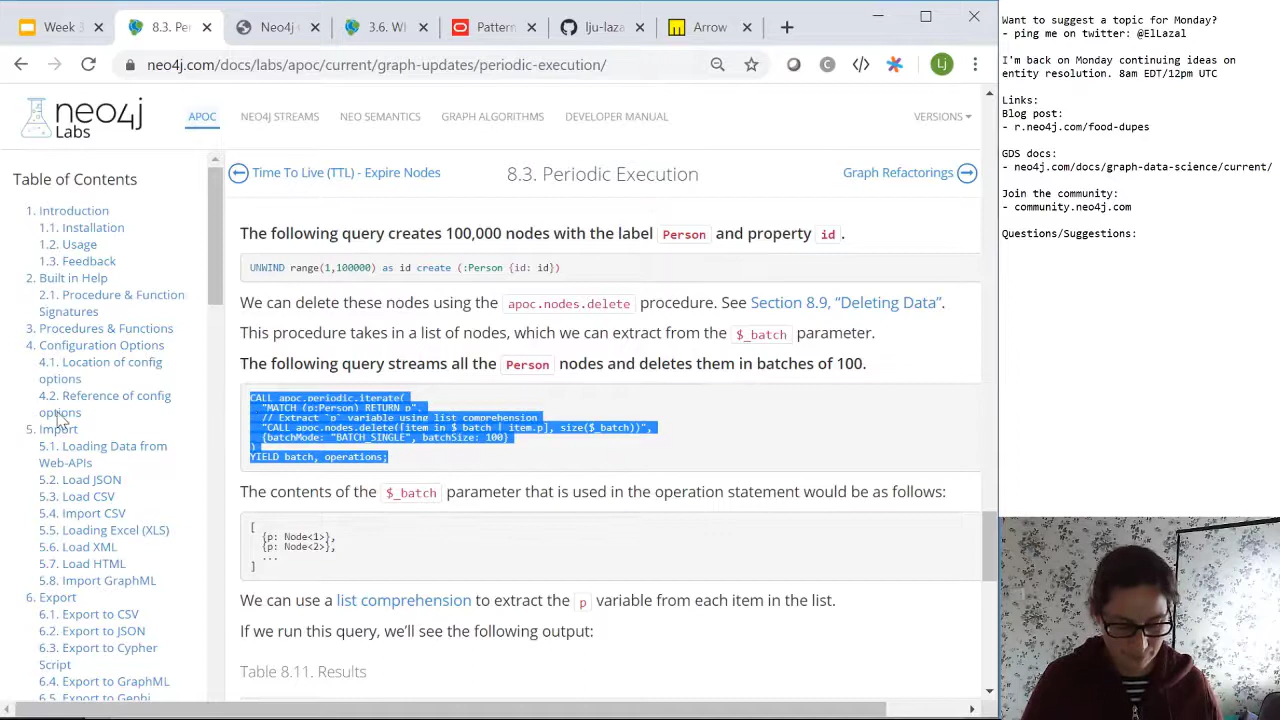 Week 3
8.3. Pe
Neo4j
3.6. W
Pattern
lju-laza
Arrow
neo4j.com/docs/labs/apoc/current/graph-updates/periodic-execution/
Lj
neo4j
Labs
APOC
NEO4J STREAMS
NEO SEMANTICS
GRAPH ALGORITHMS
DEVELOPER MANUAL
VERSIONS
Table of Contents
1. Introduction
1.1. Installation
1.2. Usage
1.3. Feedback
2. Built in Help
2.1. Procedure & Function
Signatures
3. Procedures & Functions
4. Configuration Options
4.1. Location of config
options
4.2. Reference of config
options
5. Import
5.1. Loading Data from
Web-APIs
5.2. Load JSON
5.3. Load CSV
5.4. Import CSV
5.5. Loading Excel (XLS)
5.6. Load XML
5.7. Load HTML
5.8. Import GraphML
6. Export
6.1. Export to CSV
6.2. Export to JSON
6.3. Export to Cypher
Script
6.4. Export to GraphML
6.5. Export to Gephi
Time To Live (TTL) - Expire Nodes
8.3. Periodic Execution
Graph Refactorings
The following query creates 100,000 nodes with the label Person and property id .
UNWIND range(1,100000) as id create (:Person {id: id})
We can delete these nodes using the apoc.nodes.delete procedure. See Section 8.9, “Deleting Data”.
This procedure takes in a list of nodes, which we can extract from the $_batch parameter.
The following query streams all the Person nodes and deletes them in batches of 100.
CALL apoc.periodic.iterate(
"MATCH (p:Person) RETURN p",
// Extract `p` variable using list comprehension
"CALL apoc.nodes.delete([item in $_batch | item.p], size($_batch))",
{batchMode: "BATCH_SINGLE", batchSize: 100}
)
YIELD batch, operations;
The contents of the $_batch parameter that is used in the operation statement would be as follows:
[
{p: Node<1>},
{p: Node<2>},
...
]
We can use a list comprehension to extract the p variable from each item in the list.
If we run this query, we’ll see the following output:
Table 8.11. Results
Want to suggest a topic for Monday?
- ping me on twitter: @ElLazal
I'm back on Monday continuing ideas on
entity resolution. 8am EDT/12pm UTC
Links:
Blog post:
- r.neo4j.com/food-dupes
GDS docs:
- neo4j.com/docs/graph-data-science/current/
Join the community:
- community.neo4j.com
Questions/Suggestions: